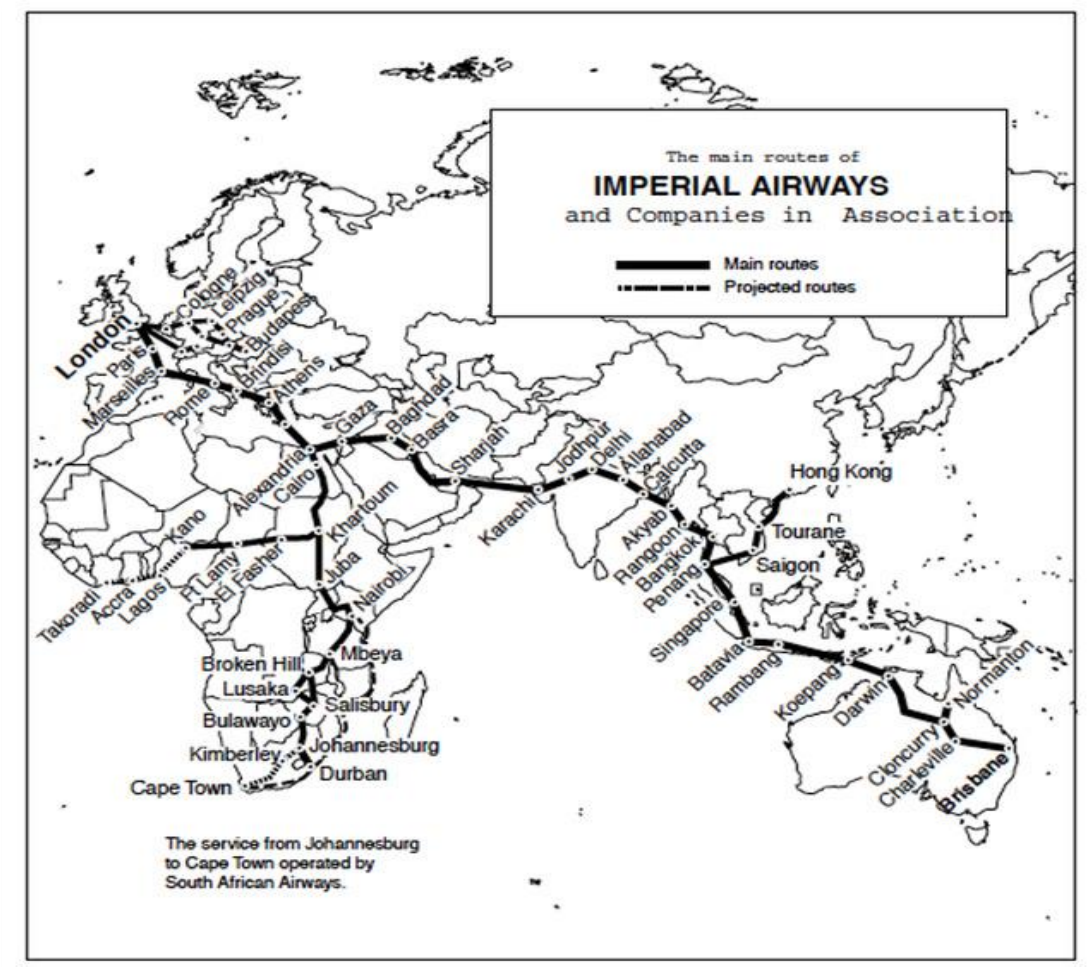 The main routes of
IMPERIAL AIRWAYS
and Companies in Association
Main routes
Projected routes
London
Cologne
Leipzig
Prague
Budapest
Paris
Marseilles
Rome
Brindisi
Athens
Alexandria
Cairo
Gaza
Baghdad
Basra
Sharjah
Karachi
Jodhpur
Delhi
Allahabad
Calcutta
Akyab
Rangoon
Bangkok
Penang
Hong Kong
Tourane
Saigon
Singapore
Batavia
Rambang
Koepang
Darwin
Normanton
Cloncurry
Charleville
Brisbane
Khartoum
Kano
Ft Lamy
El Fasher
Lagos
Accra
Takoradi
Juba
Nairobi
Mbeya
Broken Hill
Lusaka
Salisbury
Bulawayo
Johannesburg
Kimberley
Durban
Cape Town
The service from Johannesburg
to Cape Town operated by
South African Airways.